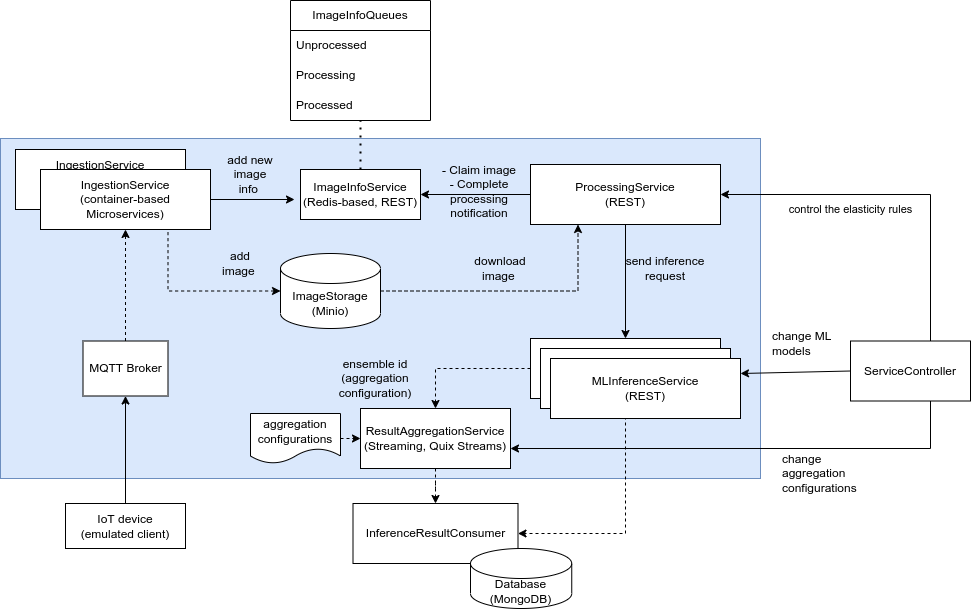 ImageInfoQueues
Unprocessed
Processing
Processed
IngestionService
IngestionService
(container-based
Microservices)
add new
image
info
ImageInfoService
(Redis-based, REST)
- Claim image
- Complete
processing
notification
ProcessingService
(REST)
control the elasticity rules
add
image
ImageStorage
(Minio)
download
image
send inference
request
MQTT Broker
ensemble id
(aggregation
configuration)
MLInferenceService
(REST)
change ML
models
ServiceController
aggregation
configurations
ResultAggregationService
(Streaming, Quix Streams)
change
aggregation
configurations
IoT device
(emulated client)
InferenceResultConsumer
Database
(MongoDB)